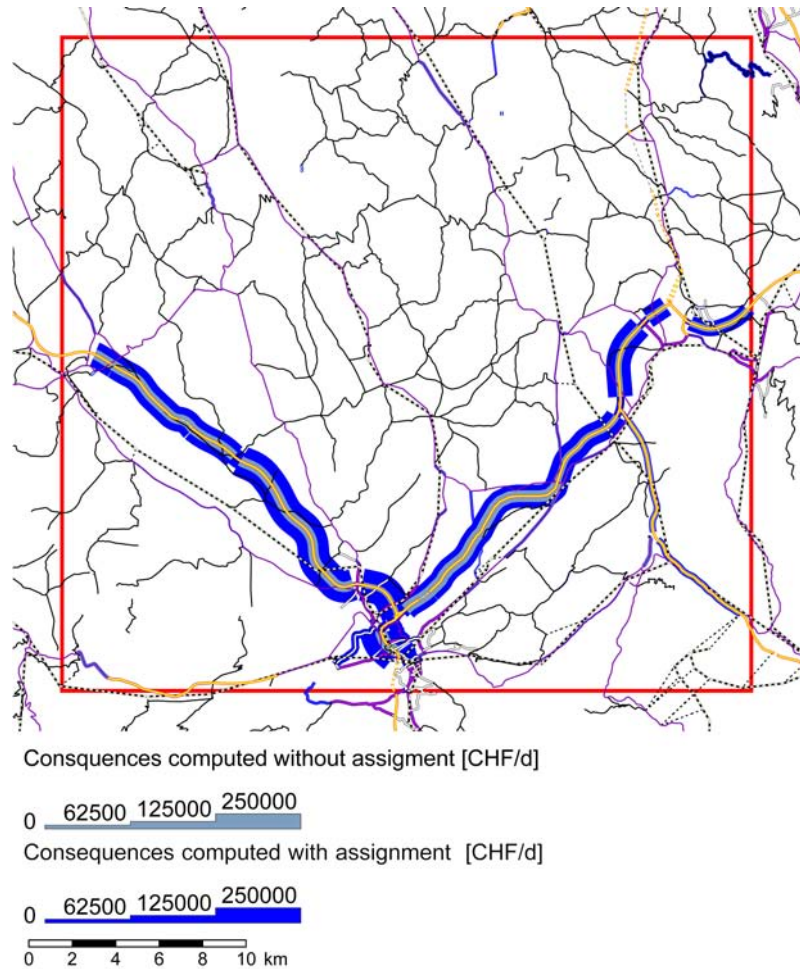 Consquences computed without assigment [CHF/d]
0 62500 125000 250000
Consequences computed with assignment [CHF/d]
0 62500 125000 250000
0 2 4 6 8 10 km